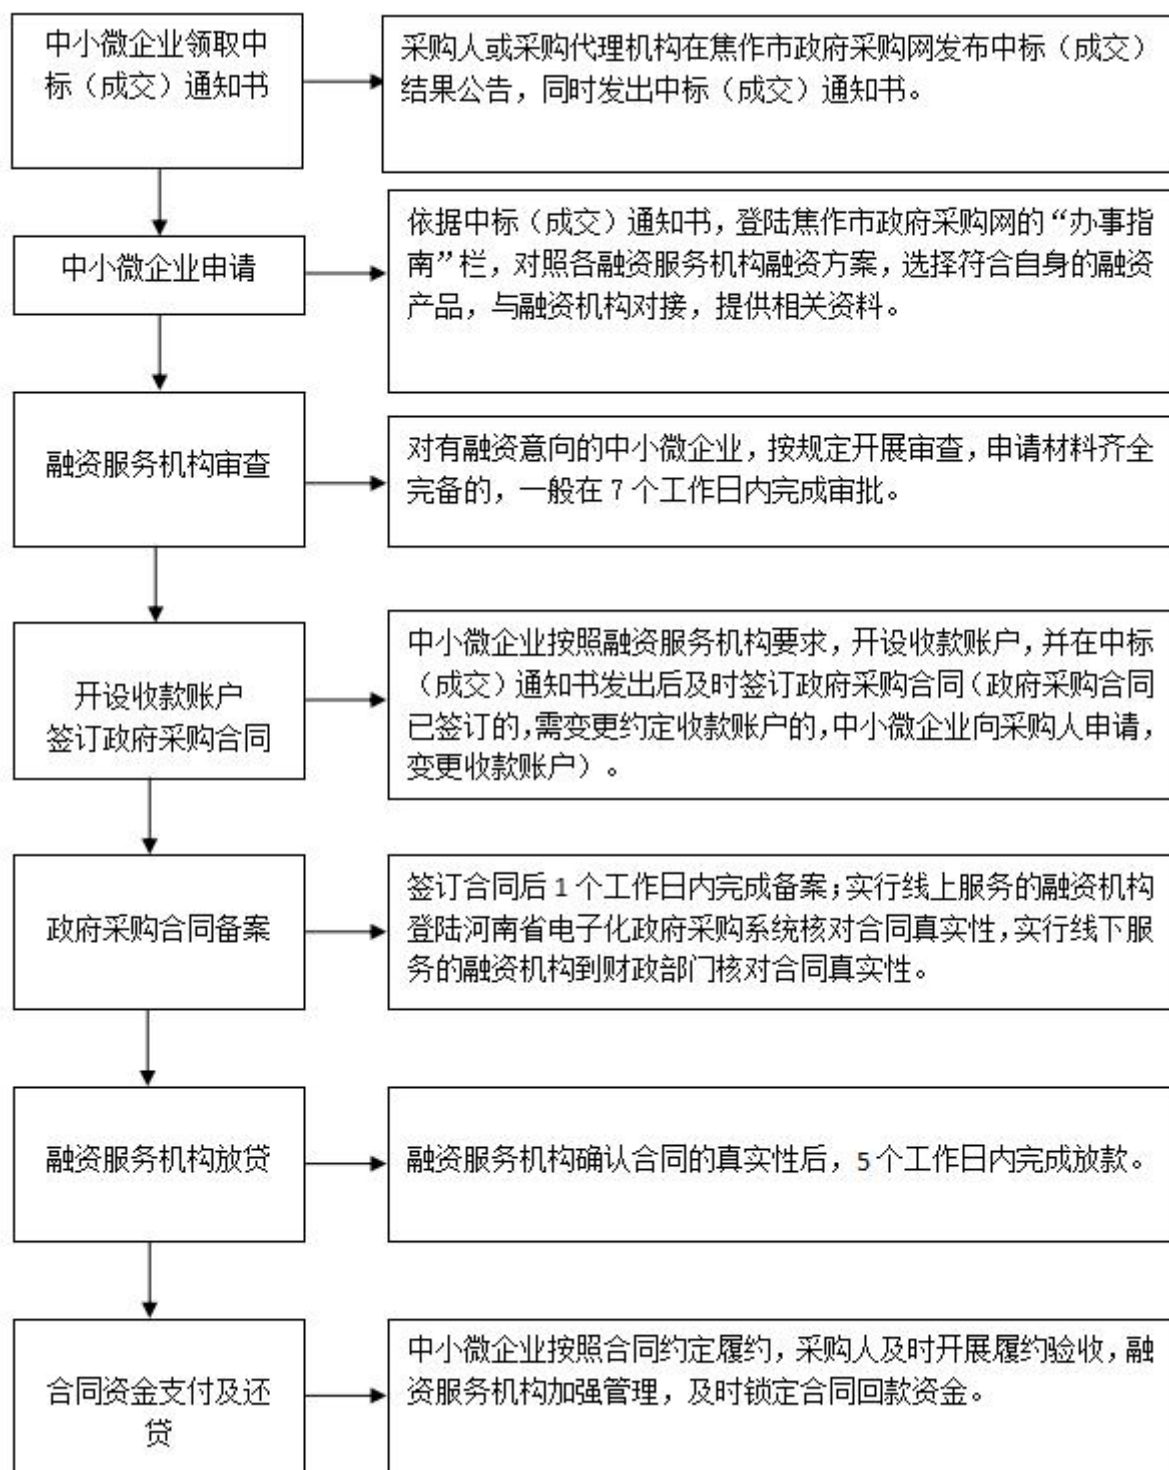 中小微企业领取中
标（成交）通知书
采购人或采购代理机构在焦作市政府采购网发布中标（成交）
结果公告，同时发出中标（成交）通知书。
中小微企业申请
依据中标（成交）通知书，登陆焦作市政府采购网的“办事指
南”栏，对照各融资服务机构融资方案，选择符合自身的融资
产品，与融资机构对接，提供相关资料。
融资服务机构审查
对有融资意向的中小微企业，按规定开展审查，申请材料齐全
完备的，一般在 7 个工作日内完成审批。
开设收款账户
签订政府采购合同
中小微企业按照融资服务机构要求，开设收款账户，并在中标
（成交）通知书发出后及时签订政府采购合同（政府采购合同
已签订的，需变更约定收款账户的，中小微企业向采购人申请，
变更收款账户）。
政府采购合同备案
签订合同后 1 个工作日内完成备案；实行线上服务的融资机构
登陆河南省电子化政府采购系统核对合同真实性，实行线下服
务的融资机构到财政部门核对合同真实性。
融资服务机构放贷
融资服务机构确认合同的真实性后，5 个工作日内完成放款。
合同资金支付及还
贷
中小微企业按照合同约定履约，采购人及时开展履约验收，融
资服务机构加强管理，及时锁定合同回款资金。